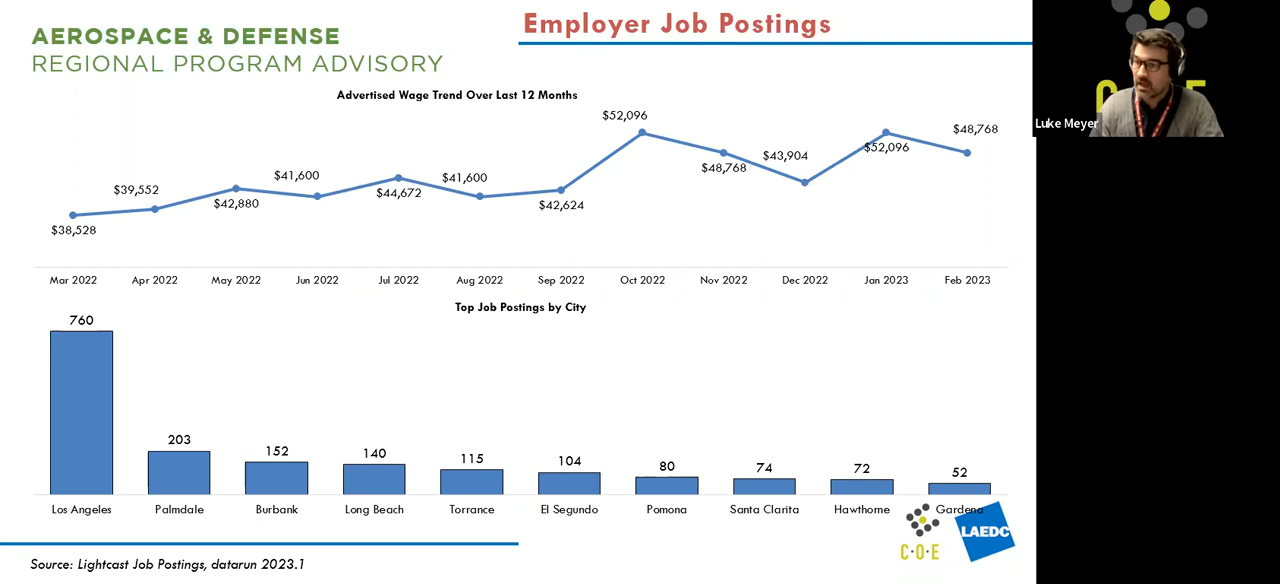 AEROSPACE & DEFENSE
REGIONAL PROGRAM ADVISORY
Employer Job Postings
Advertised Wage Trend Over Last 12 Months
$38,528
$39,552
$42,880
$41,600
$44,672
$41,600
$42,624
$52,096
$48,768
$43,904
$52,096
$48,768
Mar 2022 Apr 2022 May 2022 Jun 2022 Jul 2022 Aug 2022 Sep 2022 Oct 2022 Nov 2022 Dec 2022 Jan 2023 Feb 2023
Top Job Postings by City
760 203 152 140 115 104 80 74 72 52
Los Angeles Palmdale Burbank Long Beach Torrance El Segundo Pomona Santa Clarita Hawthorne Gardena
C·O·E
LAEDC
Source: Lightcast Job Postings, datarun 2023.1
Luke Meyer
C E